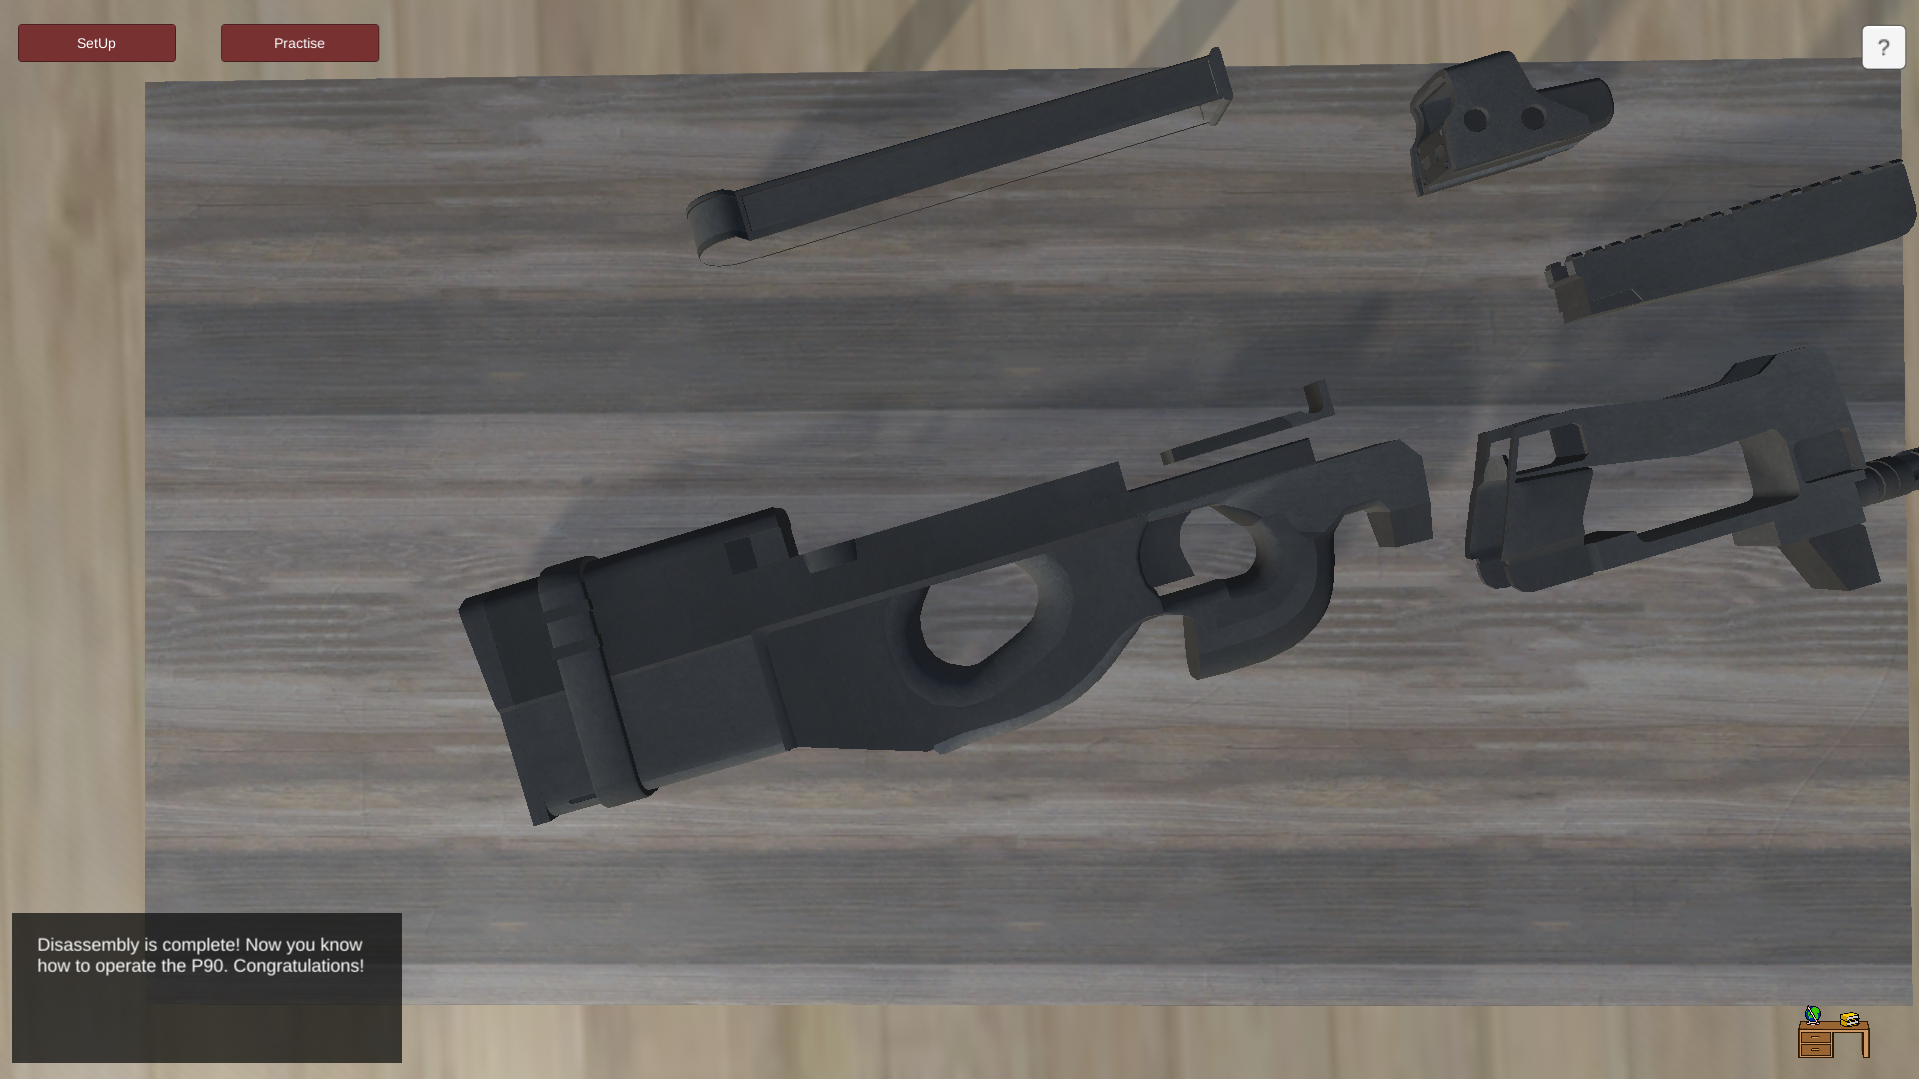 SetUp
Practise
?
Disassembly is complete! Now you know
how to operate the P90. Congratulations!